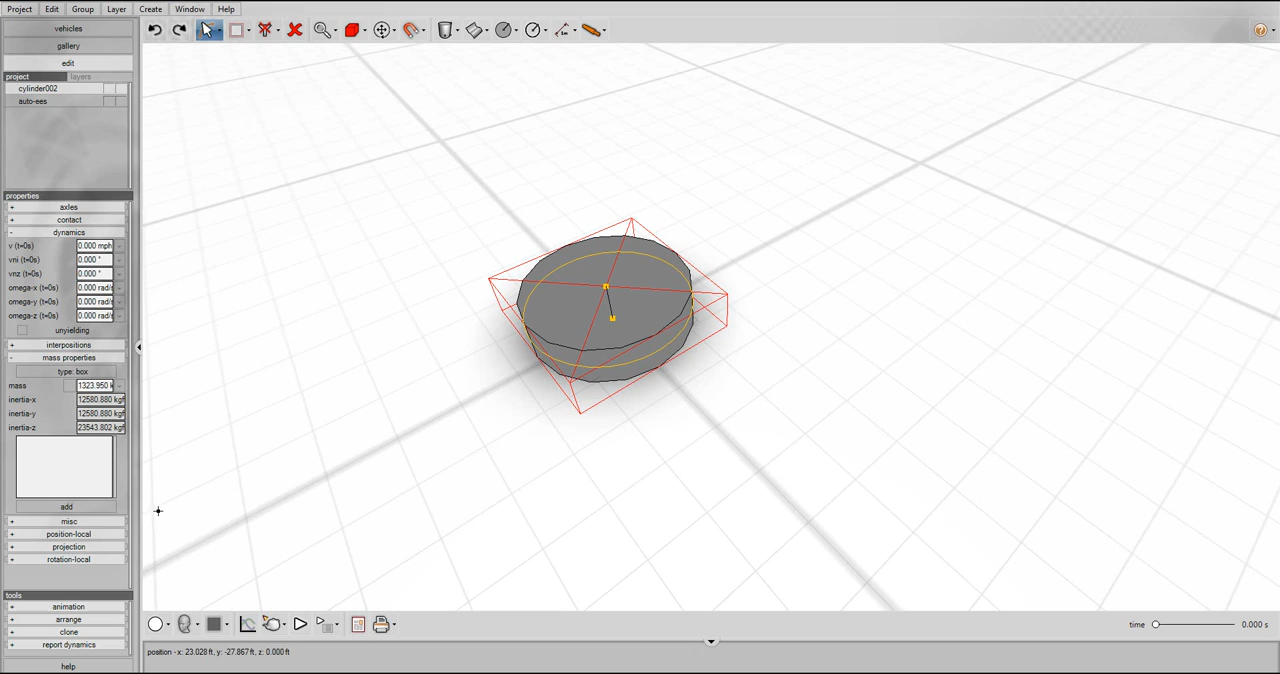 Project Edit Group Layer Create Window Help
vehicles
gallery
edit
project layers
cylinder002
auto-ees
properties
+ axles
+ contact
- dynamics
v (t=0s) 0.000 mph
vni (t=0s) 0.000 °
vnz (t=0s) 0.000 °
omega-x (t=0s) 0.000 rad/
omega-y (t=0s) 0.000 rad/
omega-z (t=0s) 0.000 rad/
unyielding
+ interpositions
- mass properties
type: box
mass 1323.950 k
inertia-x 12580.880 kgf
inertia-y 12580.880 kgf
inertia-z 23543.802 kgf
add
+ misc
+ position-local
+ projection
+ rotation-local
tools
+ animation
+ arrange
+ clone
+ report dynamics
help
time 0.000 s
position - x: 23.028 ft, y: -27.867 ft, z: 0.000 ft